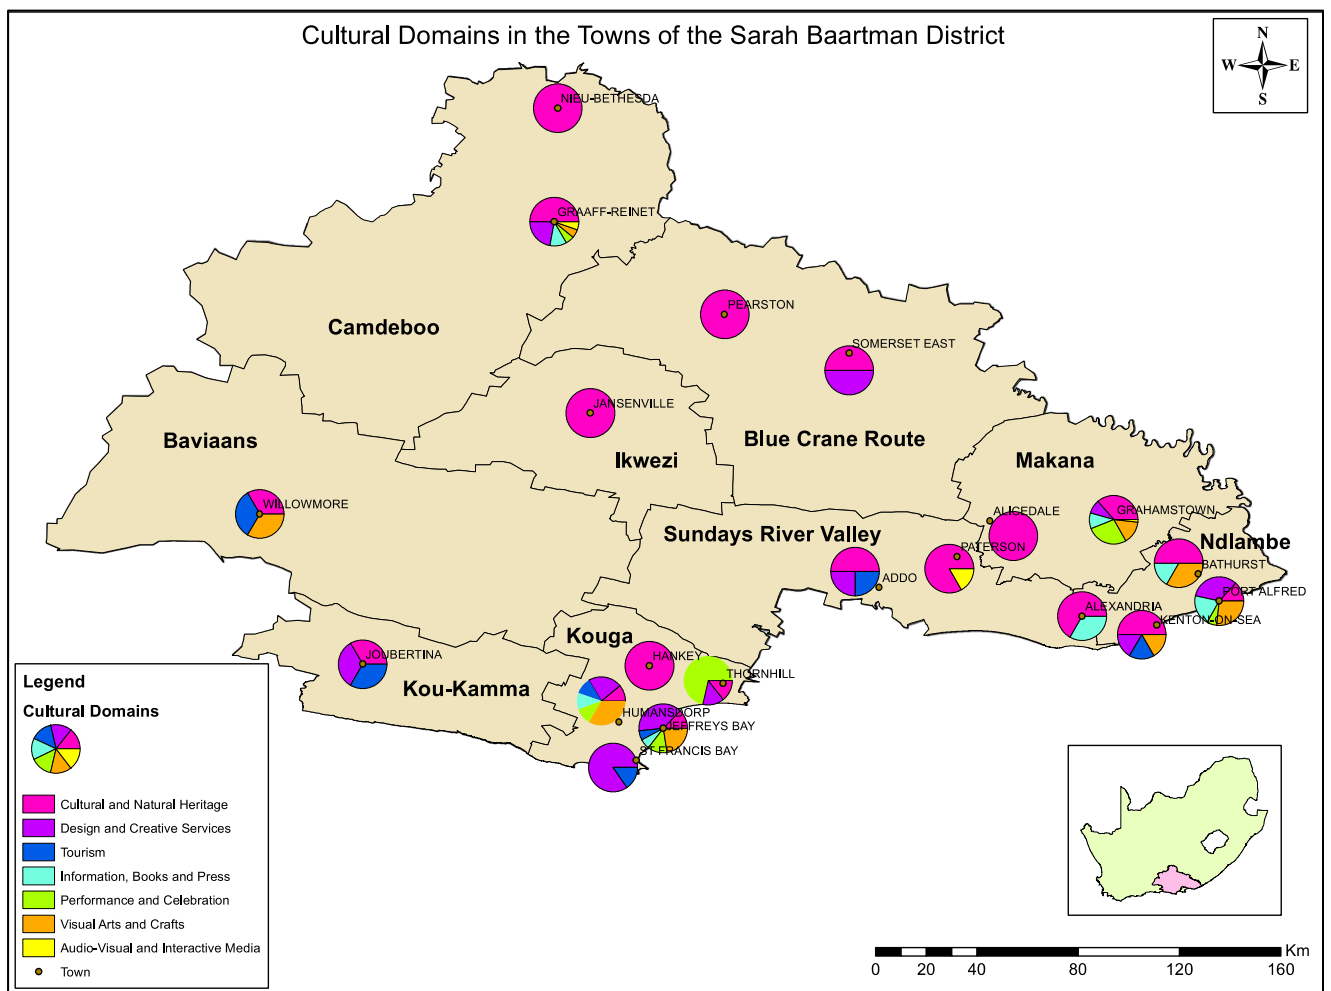 Cultural Domains in the Towns of the Sarah Baartman District
N
W E
S
NIEU-BETHESDA
GRAAFF-REINET
PEARSTON
Camdeboo
SOMERSET EAST
JANSENVILLE
Baviaans
Blue Crane Route
Ikwezi
Makana
WILLOWMORE
ALICEDALE
GRAHAMSTOWN
Sundays River Valley
Ndlambe
PATERSON
BATHURST
ADDO
PORT ALFRED
ALEXANDRIA
KENTON-ON-SEA
Kouga
JOUBERTINA
HANKEY
THORNHILL
Kou-Kamma
HUMANSDORP
JEFFREYS BAY
ST FRANCIS BAY
Legend
Cultural Domains
Cultural and Natural Heritage
Design and Creative Services
Tourism
Information, Books and Press
Performance and Celebration
Visual Arts and Crafts
Audio-Visual and Interactive Media
Town
Km
0 20 40 80 120 160